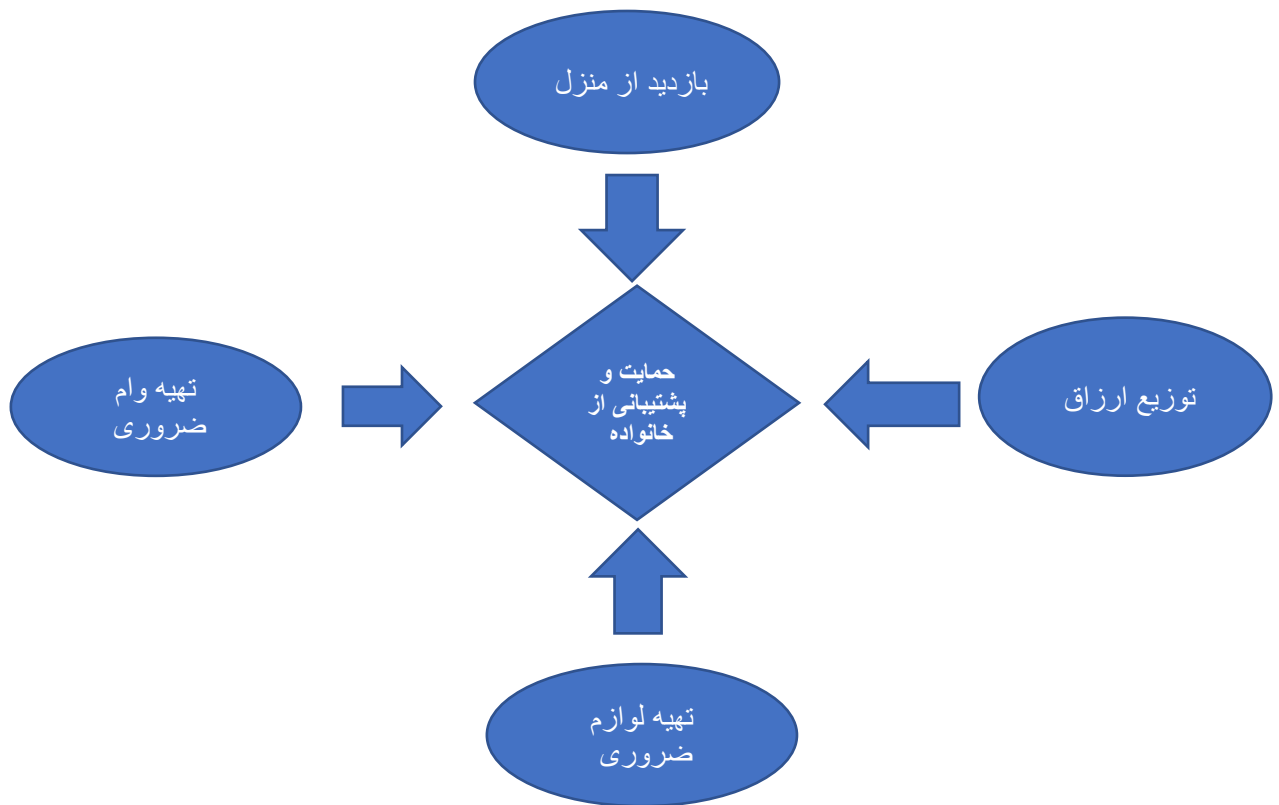 بازدید از منزل
حمایت و
پشتیبانی از
خانواده
توزیع ارزاق
تهیه وام
ضروری
تهیه لوازم
ضروری